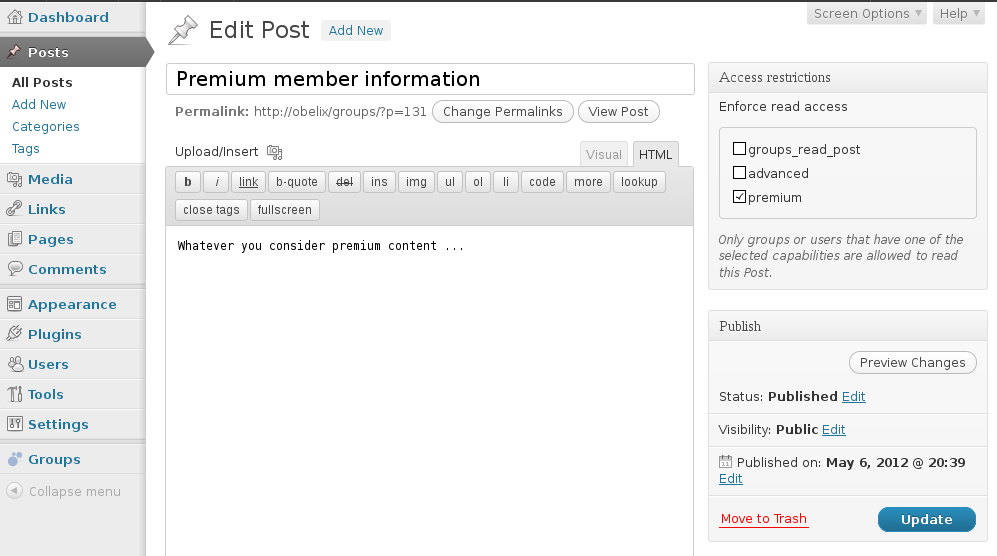 Dashboard
Posts
All Posts
Add New
Categories
Tags
Media
Links
Pages
Comments
Appearance
Plugins
Users
Tools
Settings
Groups
Collapse menu
Screen Options
Help
Edit Post Add New
Premium member information
Permalink: http://obelix/groups/?p=131 Change Permalinks View Post
Upload/Insert
Visual HTML
b i link b-quote del ins img ul ol li code more lookup
close tags fullscreen
Whatever you consider premium content ...
Access restrictions
Enforce read access
groups_read_post
advanced
premium
Only groups or users that have one of the
selected capabilities are allowed to read
this Post.
Publish
Preview Changes
Status: Published Edit
Visibility: Public Edit
Published on: May 6, 2012 @ 20:39
Edit
Move to Trash Update